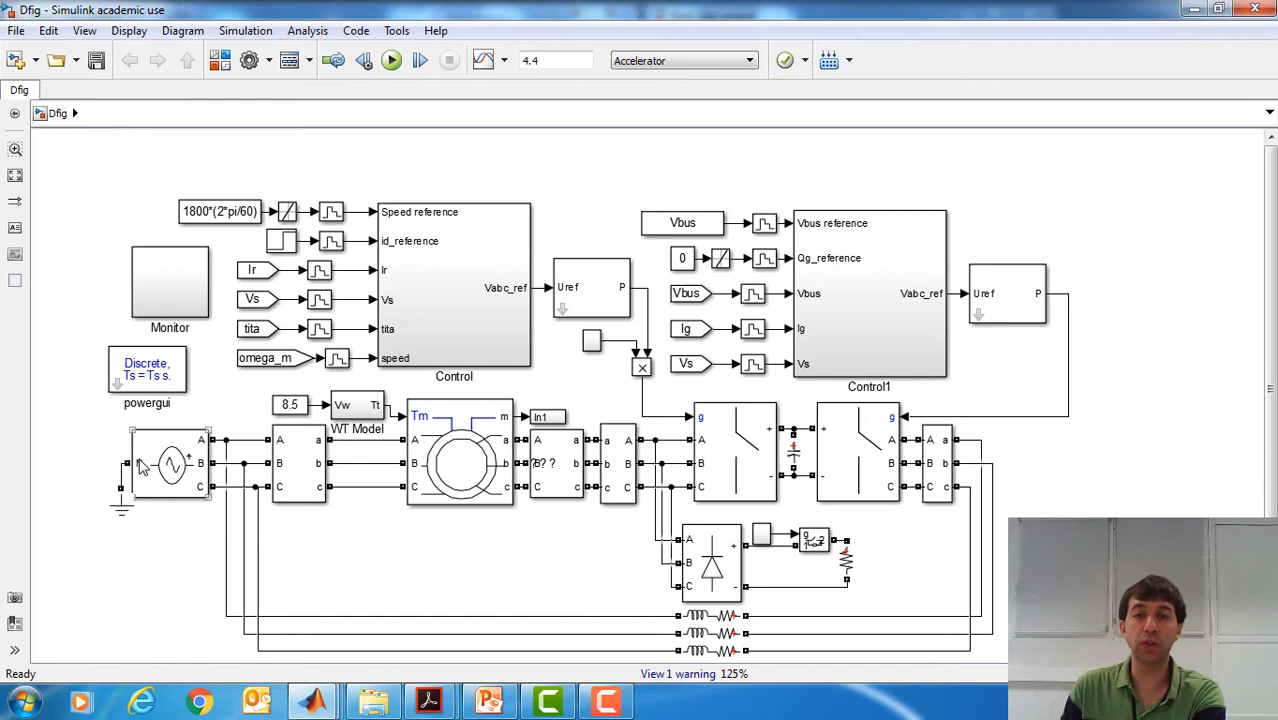 Dfig - Simulink academic use
File Edit View Display Diagram Simulation Analysis Code Tools Help
4.4
Accelerator
Dfig
Dfig
1800*(2*pi/60)
Speed reference
id_reference
Ir
Ir
Vs
Vs
tita
tita
omega_m
speed
Vabc_ref
Control
Uref P
Monitor
Discrete,
Ts = Ts s.
powergui
Vbus
Vbus reference
0
Qg_reference
Vbus
Vbus
Ig
Ig
Vs
Vs
Vabc_ref
Control1
Uref P
8.5
Vw Tt
WT Model
Tm m
In1
g
g
N A B C
A B C a b c
A B C a b c
A B C a b c
? ? ?
a b c A B C
A B C + -
+ - A B C
a b c
A B C + -
g 1 2
View 1 warning 125%
Ready